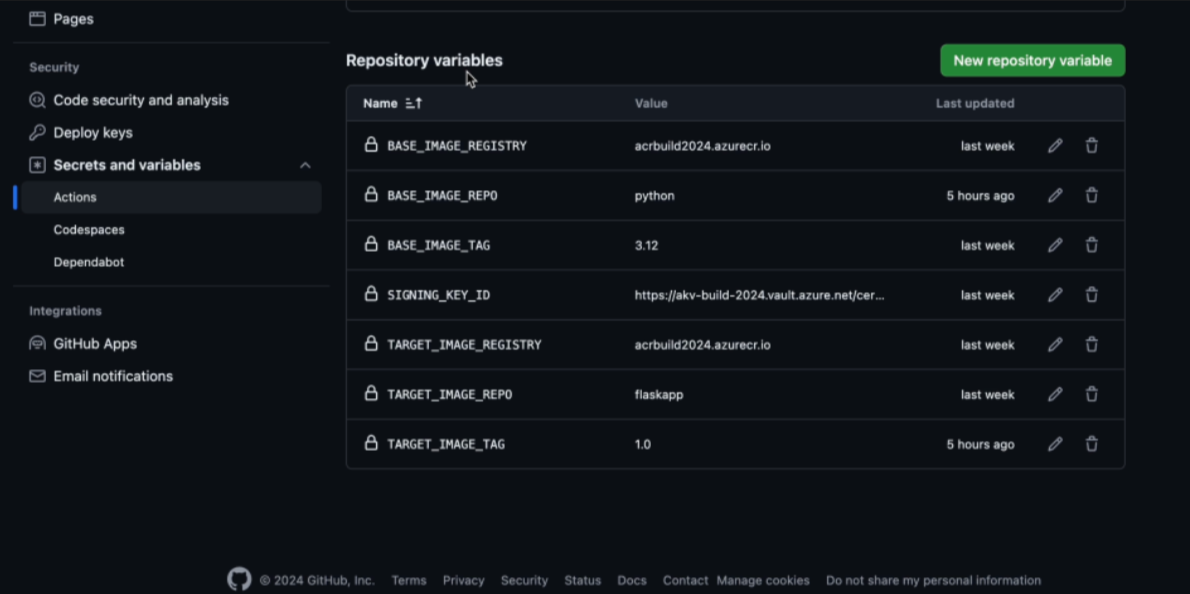 Pages
Security
Code security and analysis
Deploy keys
Secrets and variables
Actions
Codespaces
Dependabot
Integrations
GitHub Apps
Email notifications
Repository variables
New repository variable
Name Value Last updated
BASE_IMAGE_REGISTRY acrbuild2024.azurecr.io last week
BASE_IMAGE_REPO python 5 hours ago
BASE_IMAGE_TAG 3.12 last week
SIGNING_KEY_ID https://akv-build-2024.vault.azure.net/cer... last week
TARGET_IMAGE_REGISTRY acrbuild2024.azurecr.io last week
TARGET_IMAGE_REPO flaskapp last week
TARGET_IMAGE_TAG 1.0 5 hours ago
© 2024 GitHub, Inc. Terms Privacy Security Status Docs Contact Manage cookies Do not share my personal information